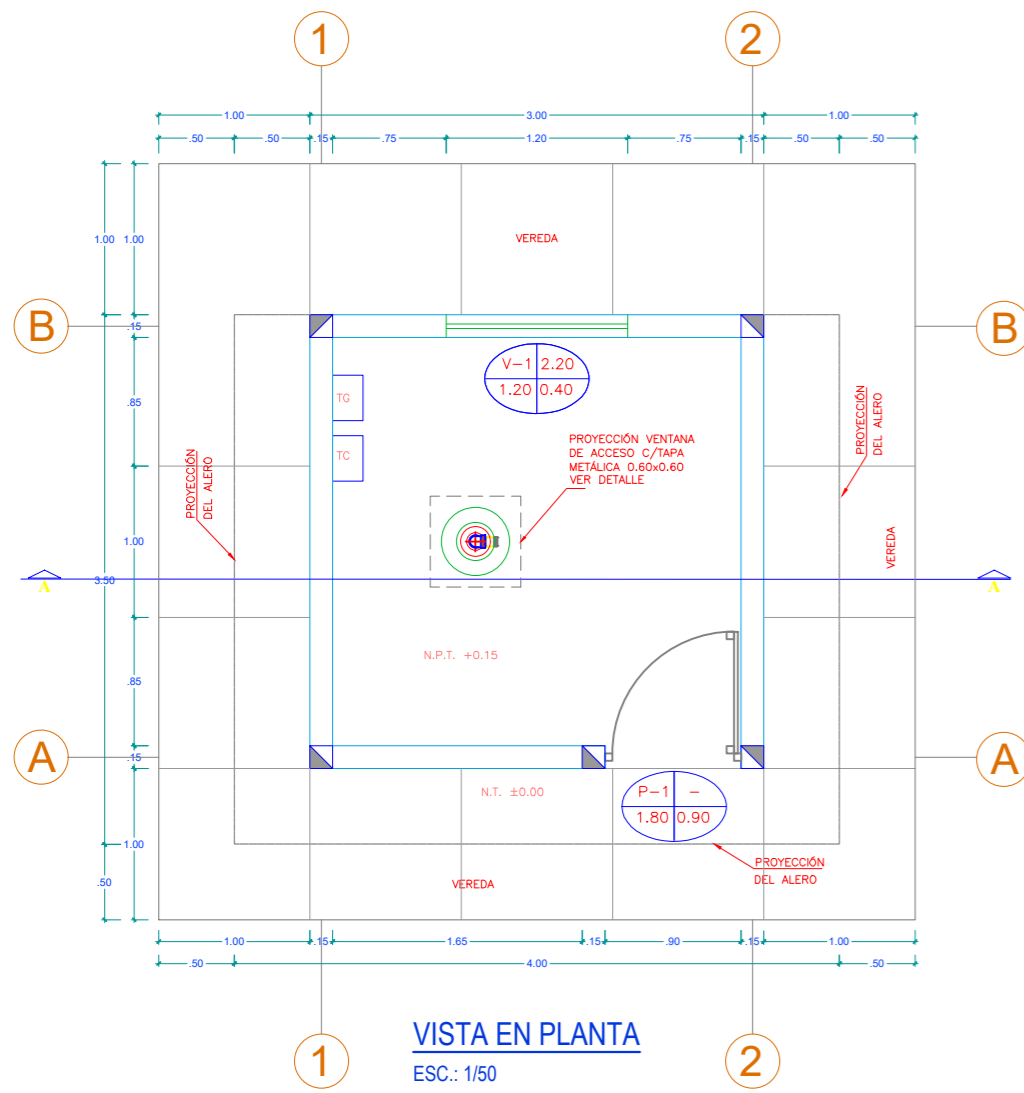 1
2
1.00
3.00
1.00
.50
.50
.15
.75
1.20
.75
.15
.50
.50
1.00
1.00
VEREDA
B
.15
B
V-1
2.20
1.20
0.40
TG
.85
TC
PROYECCIÓN
DEL ALERO
PROYECCIÓN VENTANA
DE ACCESO C/TAPA
METÁLICA 0.60x0.60
VER DETALLE
PROYECCIÓN
DEL ALERO
VEREDA
1.00
3.50
A
A
N.P.T. +0.15
.85
A
.15
A
N.T. ±0.00
P-1
-
1.80
0.90
1.00
PROYECCIÓN
DEL ALERO
.50
VEREDA
1.00
.15
1.65
.15
.90
.15
1.00
.50
4.00
.50
VISTA EN PLANTA
ESC.: 1/50
1
2